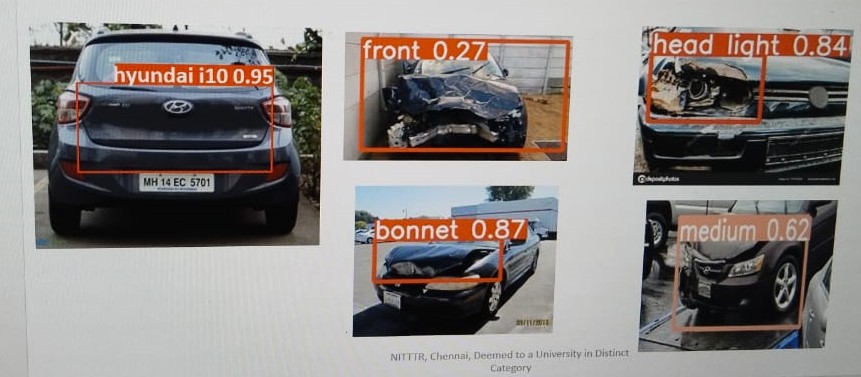 hyundai i10 0.95
MH 14 EC 5701
front 0.27
head light 0.84
depositphotos
bonnet 0.87
medium 0.62
NITTTR, Chennai, Deemed to a University in Distinct
Category